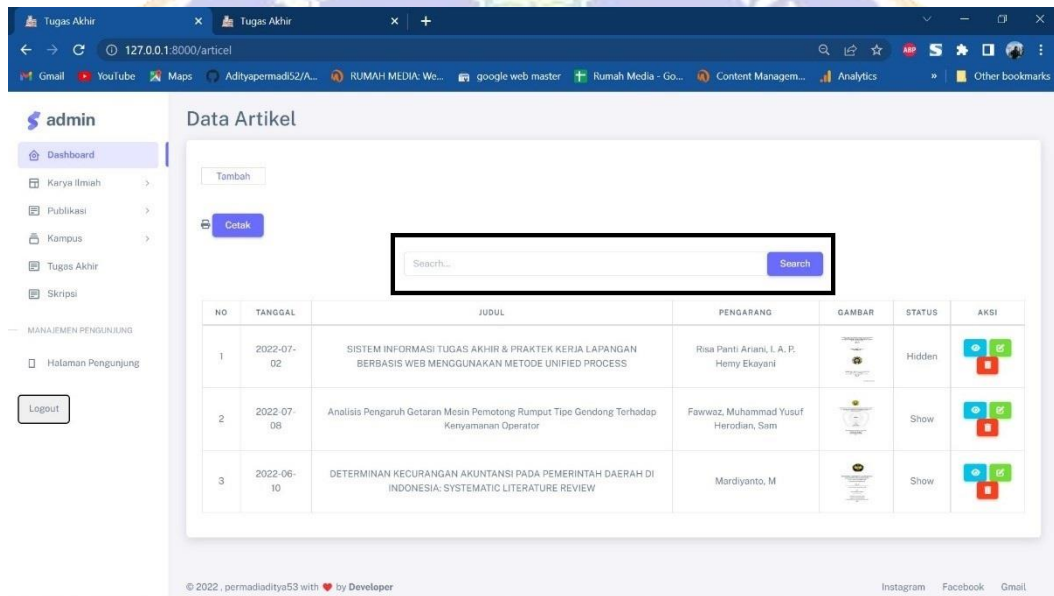 Tugas Akhir
Tugas Akhir
127.0.0.1:8000/articel
ABP
Gmail
YouTube
Maps
Adityapermadi52/A...
RUMAH MEDIA: We...
google web master
Rumah Media - Go...
Content Managem...
Analytics
»
Other bookmarks
admin
Dashboard
Karya Ilmiah
Publikasi
Kampus
Tugas Akhir
Skripsi
MANAJEMEN PENGUNJUNG
Halaman Pengunjung
Logout
Data Artikel
Tambah
Cetak
Seacrh...
Search
NO TANGGAL JUDUL PENGARANG GAMBAR STATUS AKSI
1 2022-07- SISTEM INFORMASI TUGAS AKHIR & PRAKTEK KERJA LAPANGAN Risa Panti Ariani, I. A. P. Hidden
02 BERBASIS WEB MENGGUNAKAN METODE UNIFIED PROCESS Hemy Ekayani
2 2022-07- Analisis Pengaruh Getaran Mesin Pemotong Rumput Tipe Gendong Terhadap Fawwaz, Muhammad Yusuf Show
08 Kenyamanan Operator Herodian, Sam
3 2022-06- DETERMINAN KECURANGAN AKUNTANSI PADA PEMERINTAH DAERAH DI Mardiyanto, M Show
10 INDONESIA: SYSTEMATIC LITERATURE REVIEW
© 2022 , permadiaditya53 with ❤ by Developer
Instagram Facebook Gmail